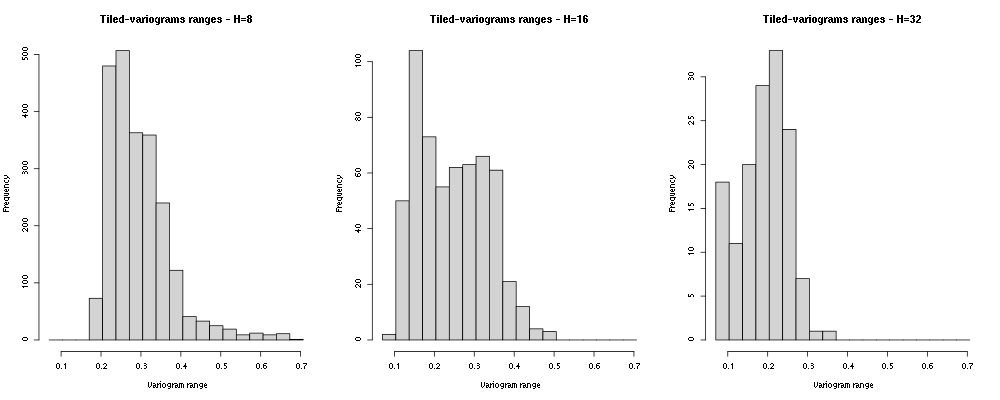 Tiled-variograms ranges - H=8
Tiled-variograms ranges - H=16
Tiled-variograms ranges - H=32
Frequency
0
100
200
300
400
500
0.1 0.2 0.3 0.4 0.5 0.6 0.7
Variogram range
Frequency
0
20
40
60
80
100
0.1 0.2 0.3 0.4 0.5 0.6 0.7
Variogram range
Frequency
0
5
10
15
20
25
30
0.1 0.2 0.3 0.4 0.5 0.6 0.7
Variogram range